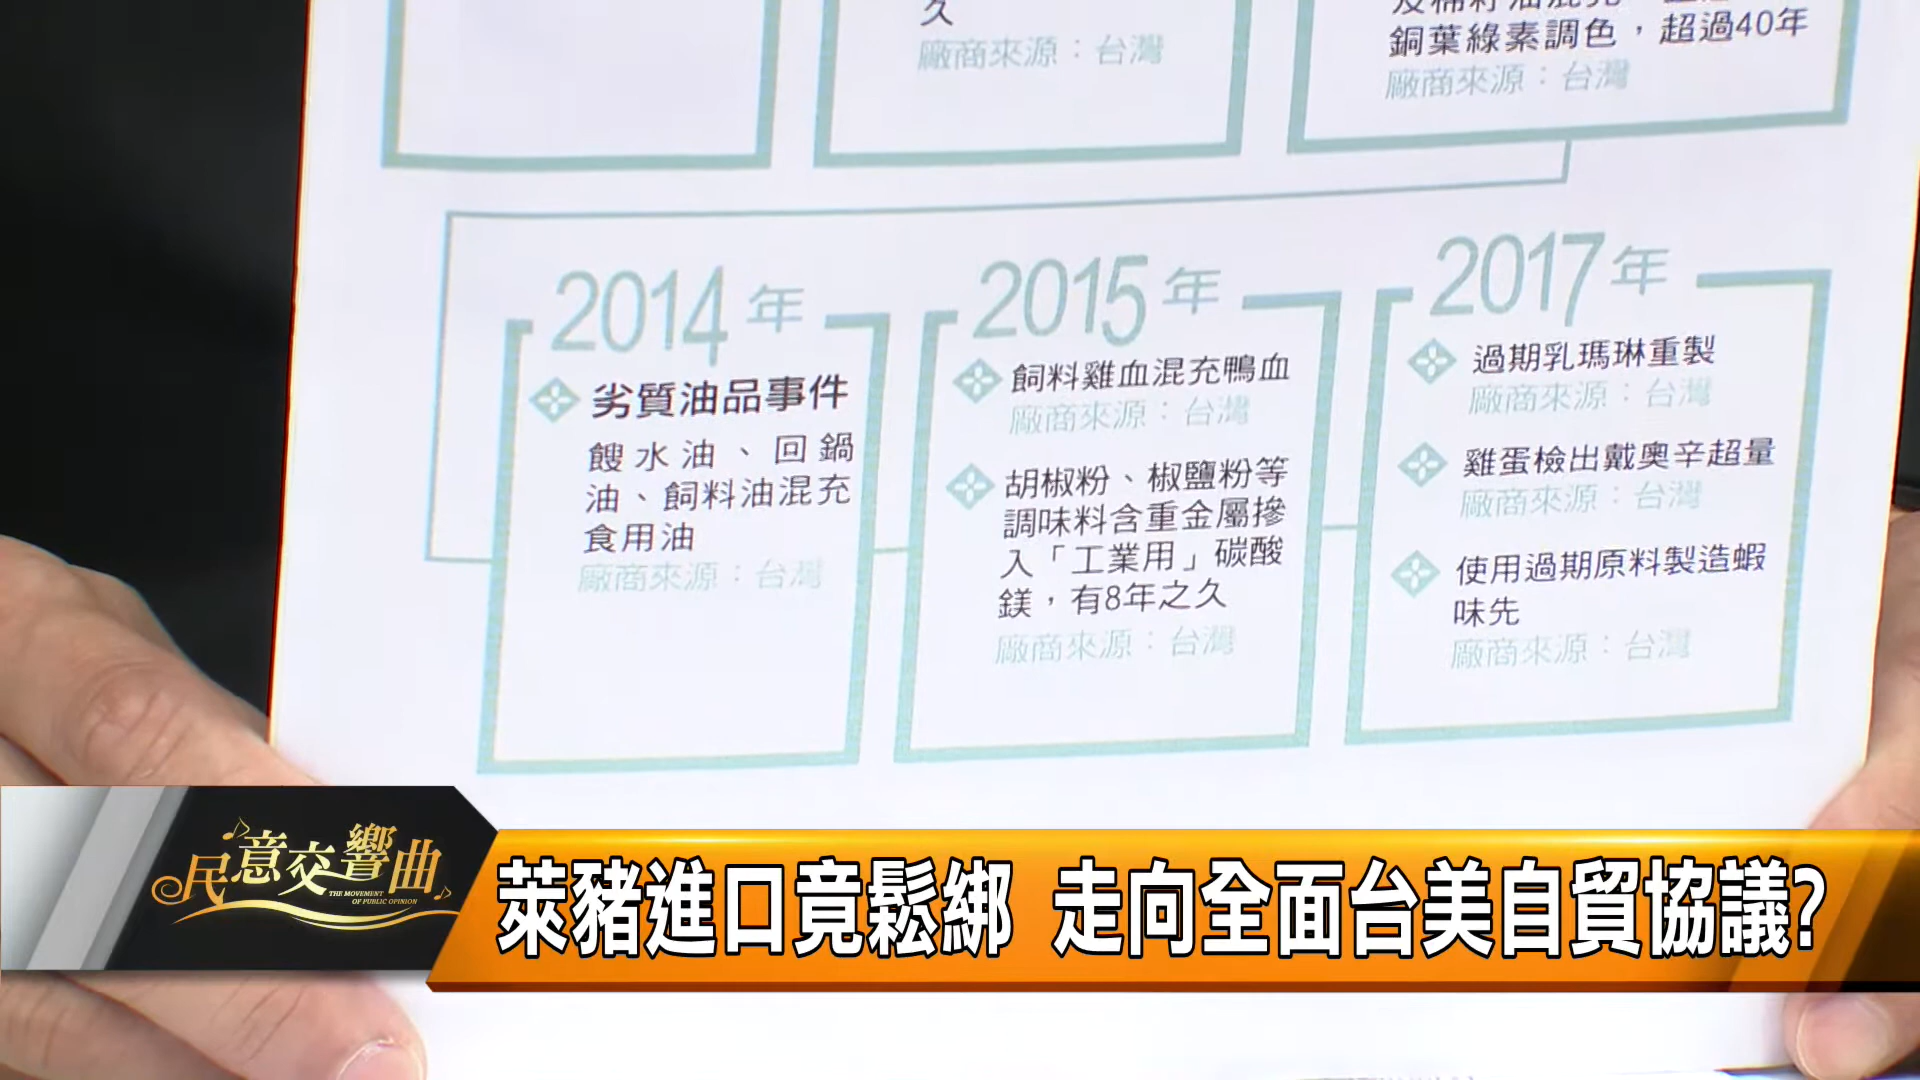 久
廠商來源：台灣
銅葉綠素調色，超過40年
廠商來源：台灣
2014年
劣質油品事件
餿水油、回鍋
油、飼料油混充
食用油
廠商來源：台灣
2015年
飼料雞血混充鴨血
廠商來源：台灣
胡椒粉、椒鹽粉等
調味料含重金屬摻
入「工業用」碳酸
鎂，有8年之久
廠商來源：台灣
2017年
過期乳瑪琳重製
廠商來源：台灣
雞蛋檢出戴奧辛超量
廠商來源：台灣
使用過期原料製造蝦
味先
廠商來源：台灣
民意交響曲
THE MOVEMENT
OF PUBLIC OPINION
萊豬進口竟鬆綁 走向全面台美自貿協議?